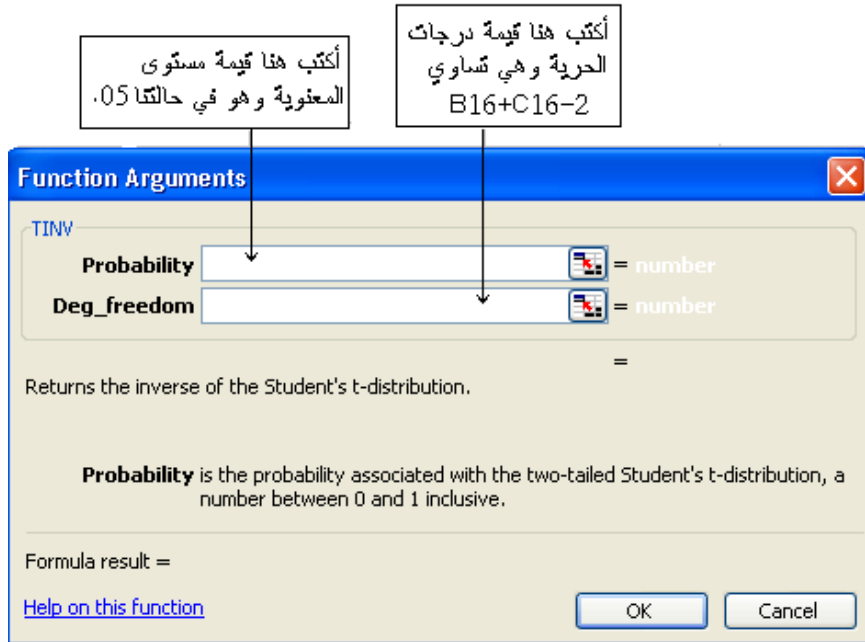 أكتب هنا قيمة درجات
الحرية وهي تساوي
B16+C16-2
أكتب هنا قيمة مستوى
المعنوية وهو في حالتنا 05.
Function Arguments
TINV
Probability = number
Deg_freedom = number
=
Returns the inverse of the Student's t-distribution.
Probability is the probability associated with the two-tailed Student's t-distribution, a
number between 0 and 1 inclusive.
Formula result =
Help on this function
OK
Cancel